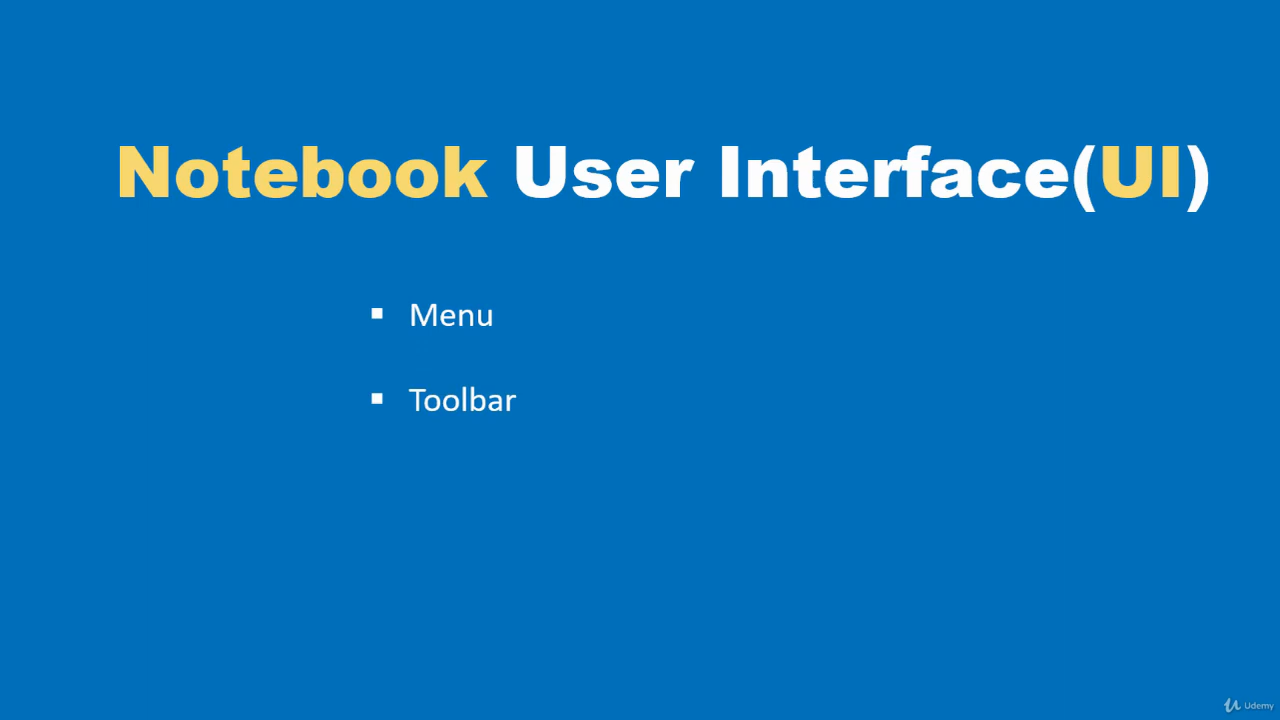 Notebook User Interface(UI)
▪ Menu
▪ Toolbar
Udemy